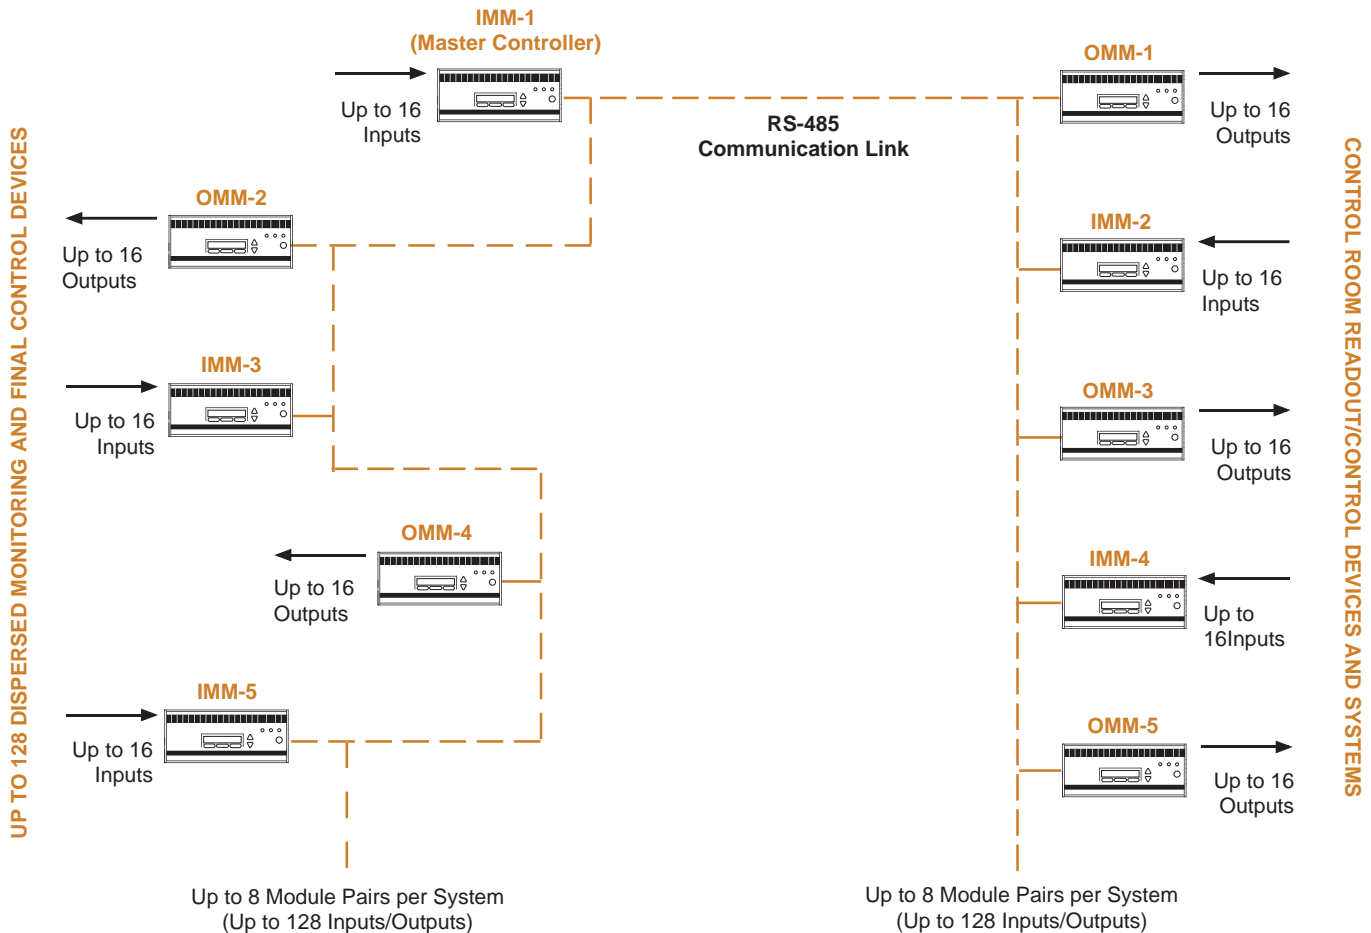 IMM-1
(Master Controller)
Up to 16
Inputs
RS-485
Communication Link
OMM-1
Up to 16
Outputs
UP TO 128 DISPERSED MONITORING AND FINAL CONTROL DEVICES
CONTROL ROOM READOUT/CONTROL DEVICES AND SYSTEMS
OMM-2
Up to 16
Outputs
IMM-2
Up to 16
Inputs
IMM-3
Up to 16
Inputs
OMM-3
Up to 16
Outputs
OMM-4
Up to 16
Outputs
IMM-4
Up to
16Inputs
IMM-5
Up to 16
Inputs
OMM-5
Up to 16
Outputs
Up to 8 Module Pairs per System
(Up to 128 Inputs/Outputs)
Up to 8 Module Pairs per System
(Up to 128 Inputs/Outputs)